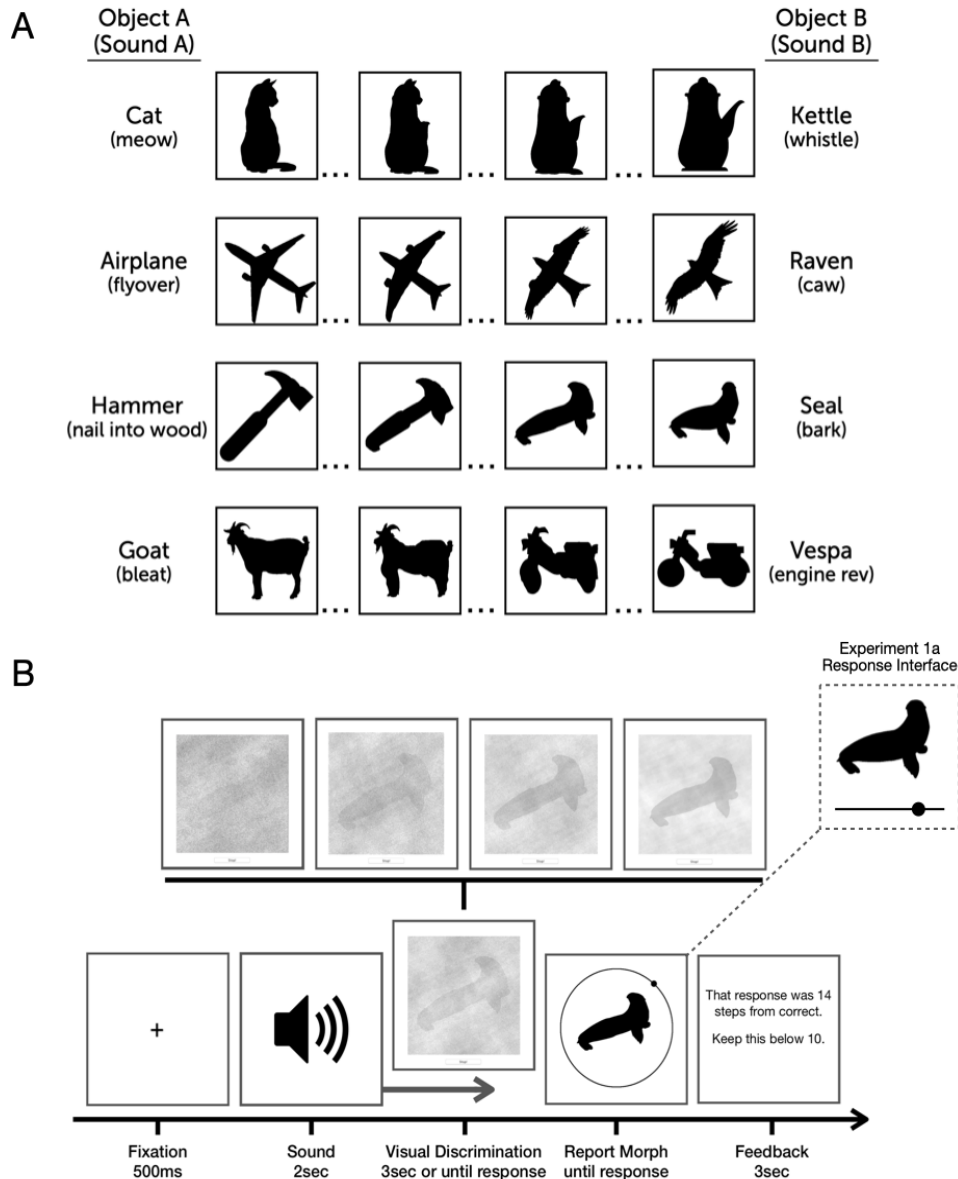 A
Object A
(Sound A)
Object B
(Sound B)
Cat
(meow)
...
...
...
Kettle
(whistle)
Airplane
(flyover)
...
...
...
Raven
(caw)
Hammer
(nail into wood)
...
...
...
Seal
(bark)
Goat
(bleat)
...
...
...
Vespa
(engine rev)
B
Experiment 1a
Response Interface
+
That response was 14
steps from correct.
Keep this below 10.
Fixation
500ms
Sound
2sec
Visual Discrimination
3sec or until response
Report Morph
until response
Feedback
3sec